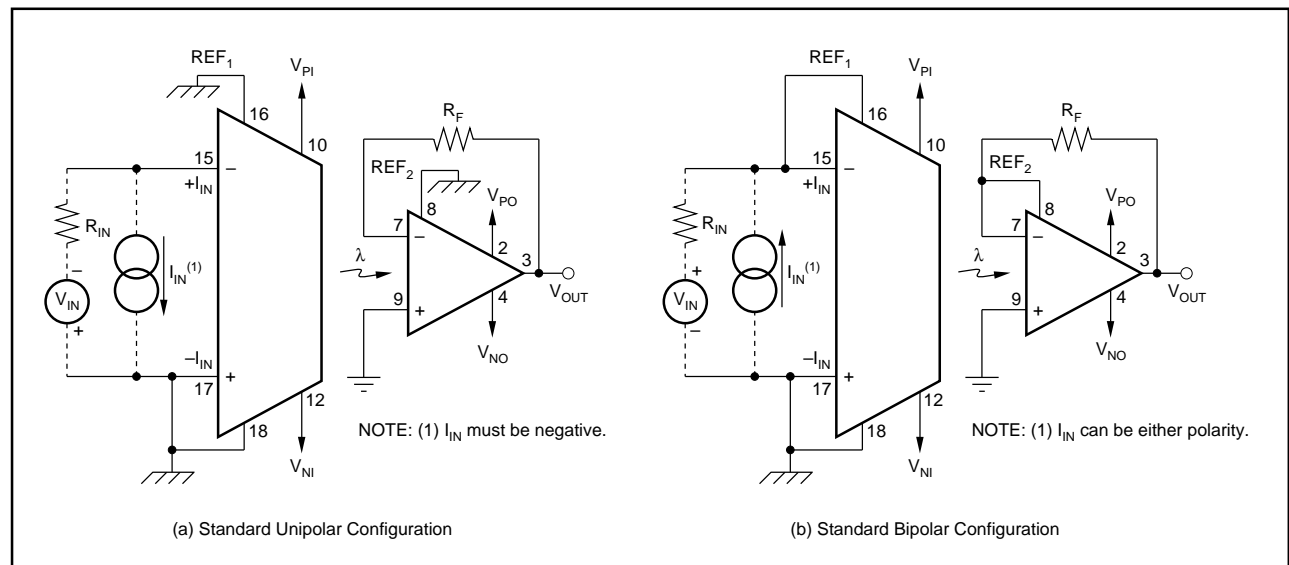 REF1
VPI
16
10
RF
15
−
+IIN
REF2
8
VPO
RIN
7
−
2
−
IIN(1)
λ
3
VIN
VOUT
9
+
4
+
VNO
−IIN
17
+
12
18
NOTE: (1) IIN must be negative.
VNI
(a) Standard Unipolar Configuration
REF1
VPI
16
10
RF
15
−
+IIN
REF2
8
VPO
RIN
7
−
2
+
IIN(1)
λ
3
VIN
VOUT
9
+
4
−
VNO
−IIN
17
+
12
18
NOTE: (1) IIN can be either polarity.
VNI
(b) Standard Bipolar Configuration